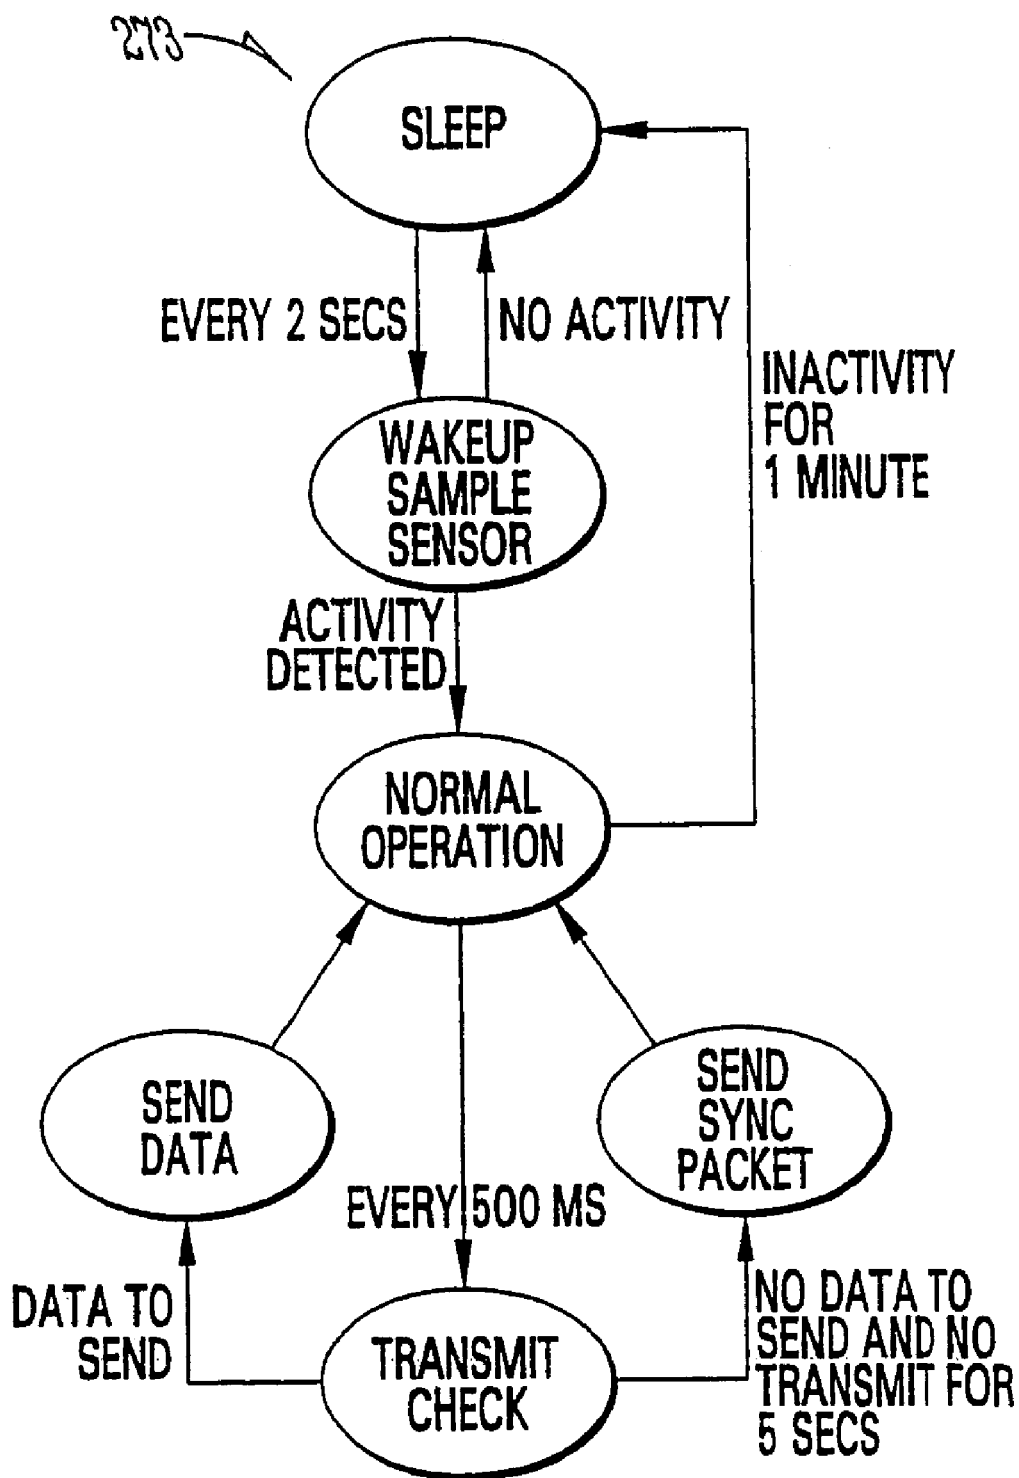 273
SLEEP
EVERY 2 SECS
NO ACTIVITY
INACTIVITY
FOR
1 MINUTE
WAKEUP
SAMPLE
SENSOR
ACTIVITY
DETECTED
NORMAL
OPERATION
SEND
DATA
SEND
SYNC
PACKET
EVERY 500 MS
DATA TO
SEND
TRANSMIT
CHECK
NO DATA TO
SEND AND NO
TRANSMIT FOR
5 SECS